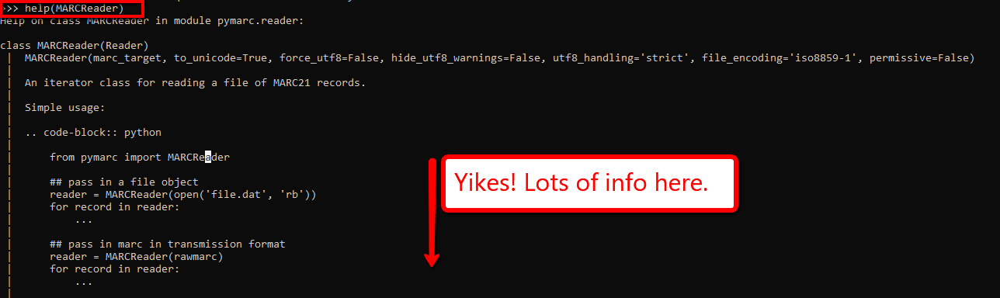 >>> help(MARCReader)
Help on class MARCReader in module pymarc.reader:
class MARCReader(Reader)
 |  MARCReader(marc_target, to_unicode=True, force_utf8=False, hide_utf8_warnings=False, utf8_handling='strict', file_encoding='iso8859-1', permissive=False)
 |
 |  An iterator class for reading a file of MARC21 records.
 |
 |  Simple usage:
 |
 |  .. code-block:: python
 |
 |      from pymarc import MARCReader
 |
 |      ## pass in a file object
 |      reader = MARCReader(open('file.dat', 'rb'))
 |      for record in reader:
 |          ...
 |
 |      ## pass in marc in transmission format
 |      reader = MARCReader(rawmarc)
 |      for record in reader:
 |          ...
 |
Yikes! Lots of info here.